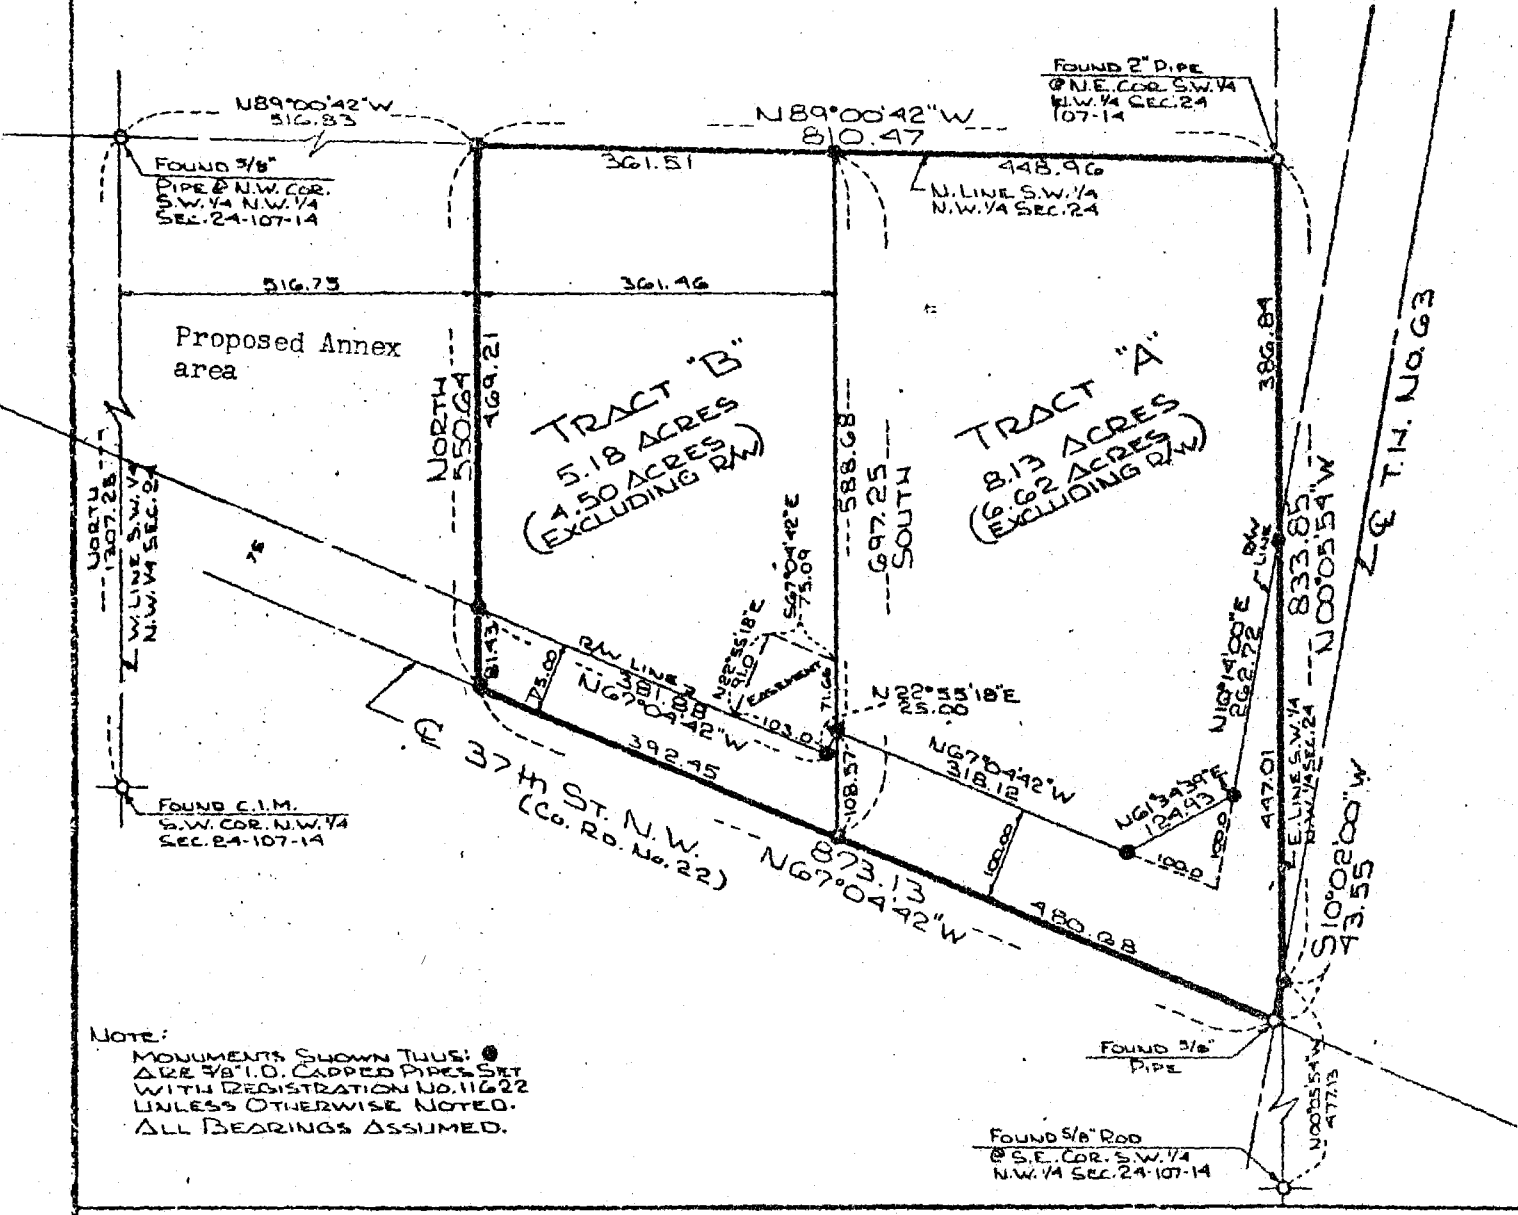 N89°00'42"W
516.83
FOUND 5/8"
PIPE @ N.W. COR.
S.W. 1/4 N.W. 1/4
SEC. 24-107-14
N89°00'42"W
810.47
361.51
448.96
FOUND 2" PIPE
@ N.E. COR. S.W. 1/4
N.W. 1/4 SEC. 24
107-14
N. LINE S.W. 1/4
N.W. 1/4 SEC. 24
516.75
361.46
Proposed Annex
area
NORTH
1307.28
W. LINE S.W. 1/4
N.W. 1/4 SEC. 24
75
NORTH
550.64
469.21
81.43
TRACT "B"
5.18 ACRES
(4.50 ACRES
EXCLUDING R/W)
588.68
697.25
SOUTH
TRACT "A"
8.13 ACRES
(6.62 ACRES
EXCLUDING R/W)
386.84
833.85
N00°05'54"W
℄ T.H. No. 63
R/W
LINE
N10°14'00"E
262.72
S67°04'42"E
75.09
N22°55'18"E
91.0
EASEMENT
71.66
103.0
R/W LINE
381.88
N67°04'42"W
75.00
392.45
N22°55'18"E
25.00
N67°04'42"W
318.12
N61°34'39"E
124.93
100.0
100.0
100.00
108.57
447.01
E. LINE S.W. 1/4
N.W. 1/4 SEC. 24
S10°02'00"W
43.55
℄ 37TH ST. N.W.
(CO. RD. No. 22)
873.13
N67°04'42"W
480.68
FOUND C.I.M.
S.W. COR. N.W. 1/4
SEC. 24-107-14
FOUND 5/8"
PIPE
N00°05'54"W
477.13
FOUND 5/8" ROD
@ S.E. COR. S.W. 1/4
N.W. 1/4 SEC. 24-107-14
NOTE:
MONUMENTS SHOWN THUS: ●
ARE 5/8" I.D. CAPPED PIPES SET
WITH REGISTRATION NO. 11622
UNLESS OTHERWISE NOTED.
ALL BEARINGS ASSUMED.